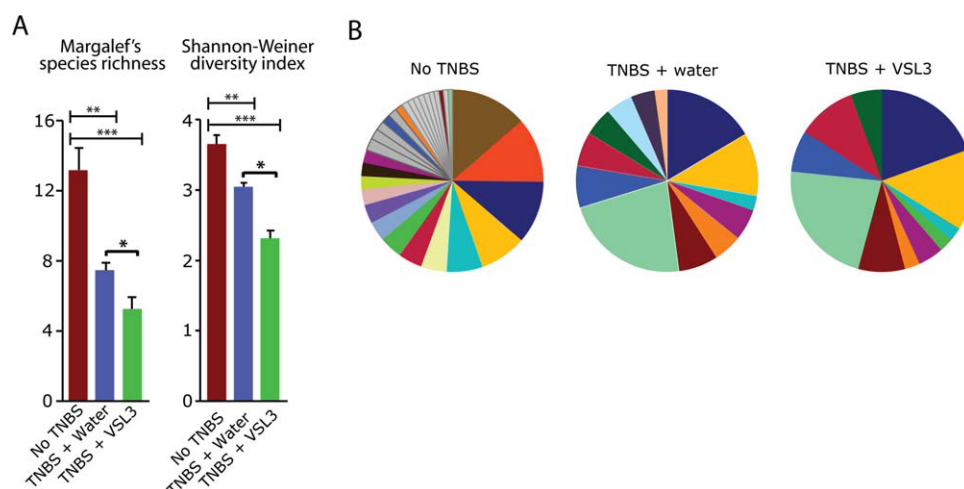 A
Margalef's
species richness
**
***
*
16
12
8
4
0
No TNBS
TNBS + Water
TNBS + VSL3
Shannon-Weiner
diversity index
**
***
*
4
3
2
1
0
No TNBS
TNBS + Water
TNBS + VSL3
B
No TNBS
TNBS + water
TNBS + VSL3